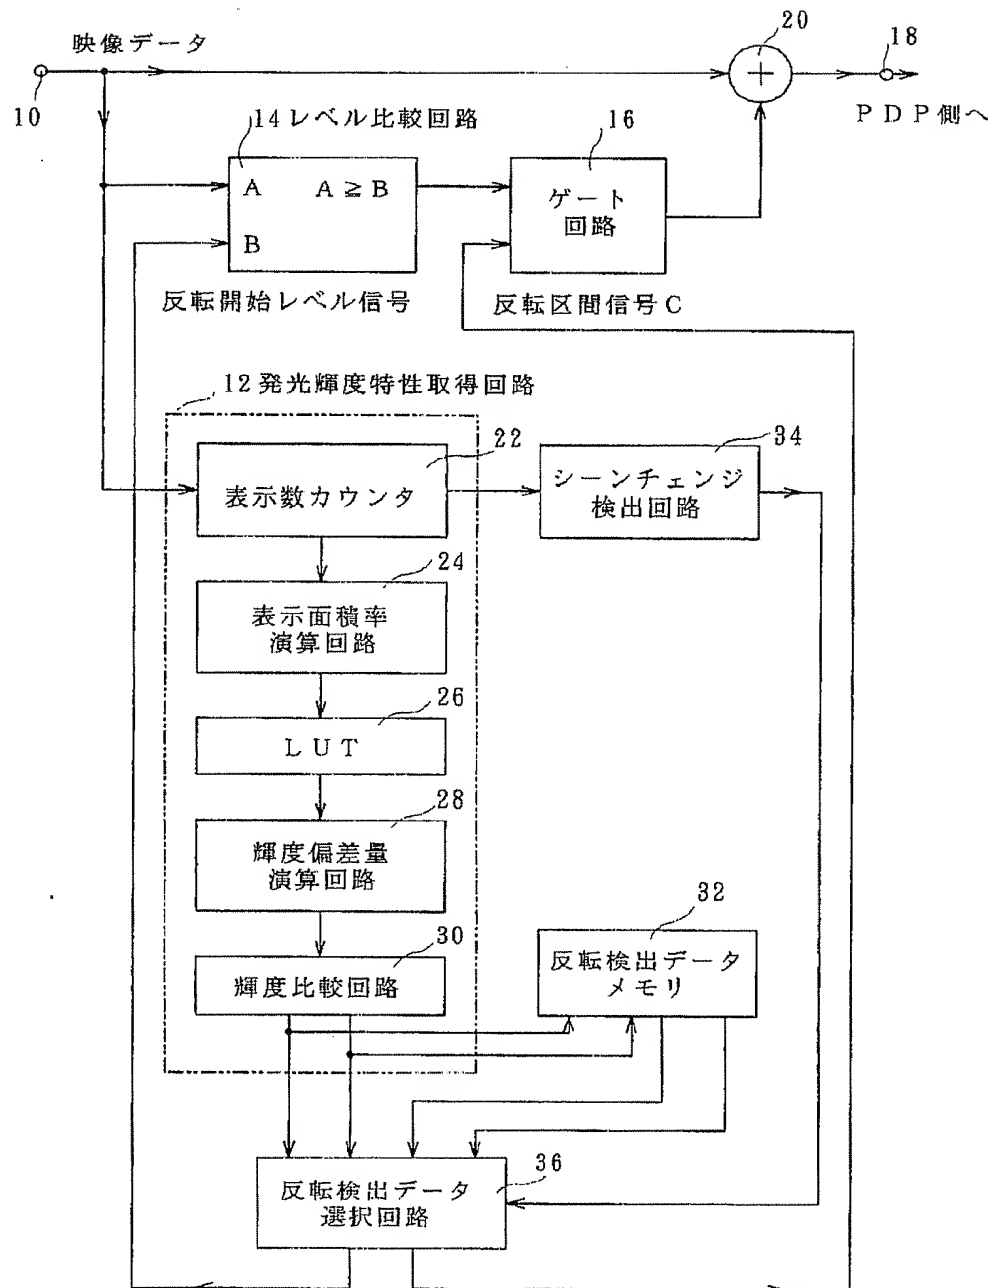 20
映像データ
18
10
PDP側へ
14レベル比較回路
16
A A≧B
ゲート
回路
B
反転開始レベル信号
反転区間信号C
12発光輝度特性取得回路
22
34
表示数カウンタ
シーンチェンジ
検出回路
24
表示面積率
演算回路
26
LUT
28
輝度偏差量
演算回路
32
30
反転検出データ
メモリ
輝度比較回路
36
反転検出データ
選択回路